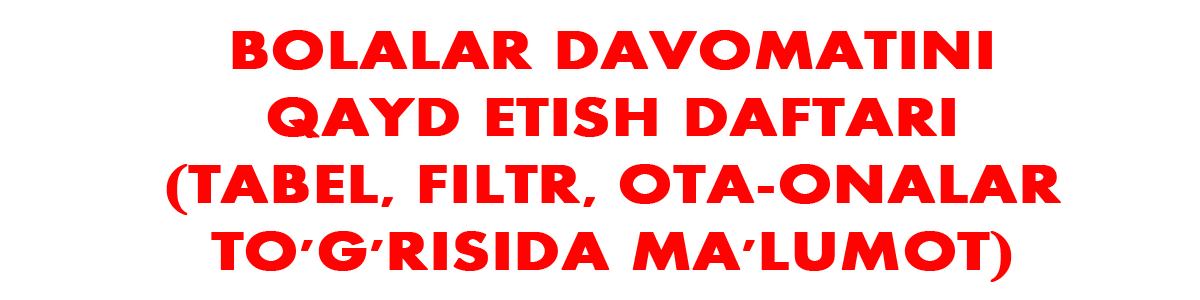 BOLALAR DAVOMATINI
QAYD ETISH DAFTARI
(TABEL, FILTR, OTA-ONALAR
TO’G’RISIDA MA’LUMOT)